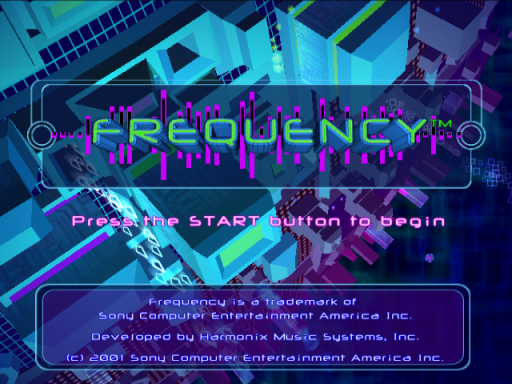 FREQUENCY™
Press the START button to begin
Frequency is a trademark of
Sony Computer Entertainment America Inc.
Developed by Harmonix Music Systems, Inc.
(c) 2001 Sony Computer Entertainment America Inc.